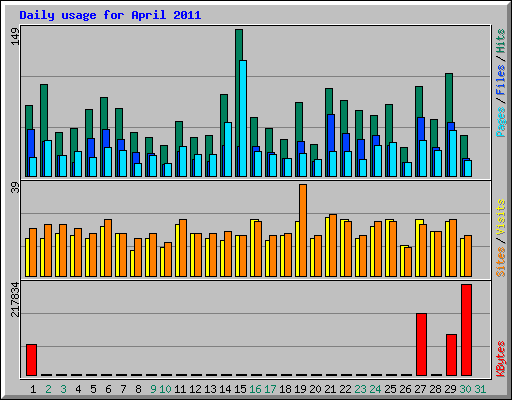 Daily usage for April 2011
149
Pages / Files / Hits
39
Sites / Visits
217834
KBytes
1 2 3 4 5 6 7 8 9 10 11 12 13 14 15 16 17 18 19 20 21 22 23 24 25 26 27 28 29 30 31